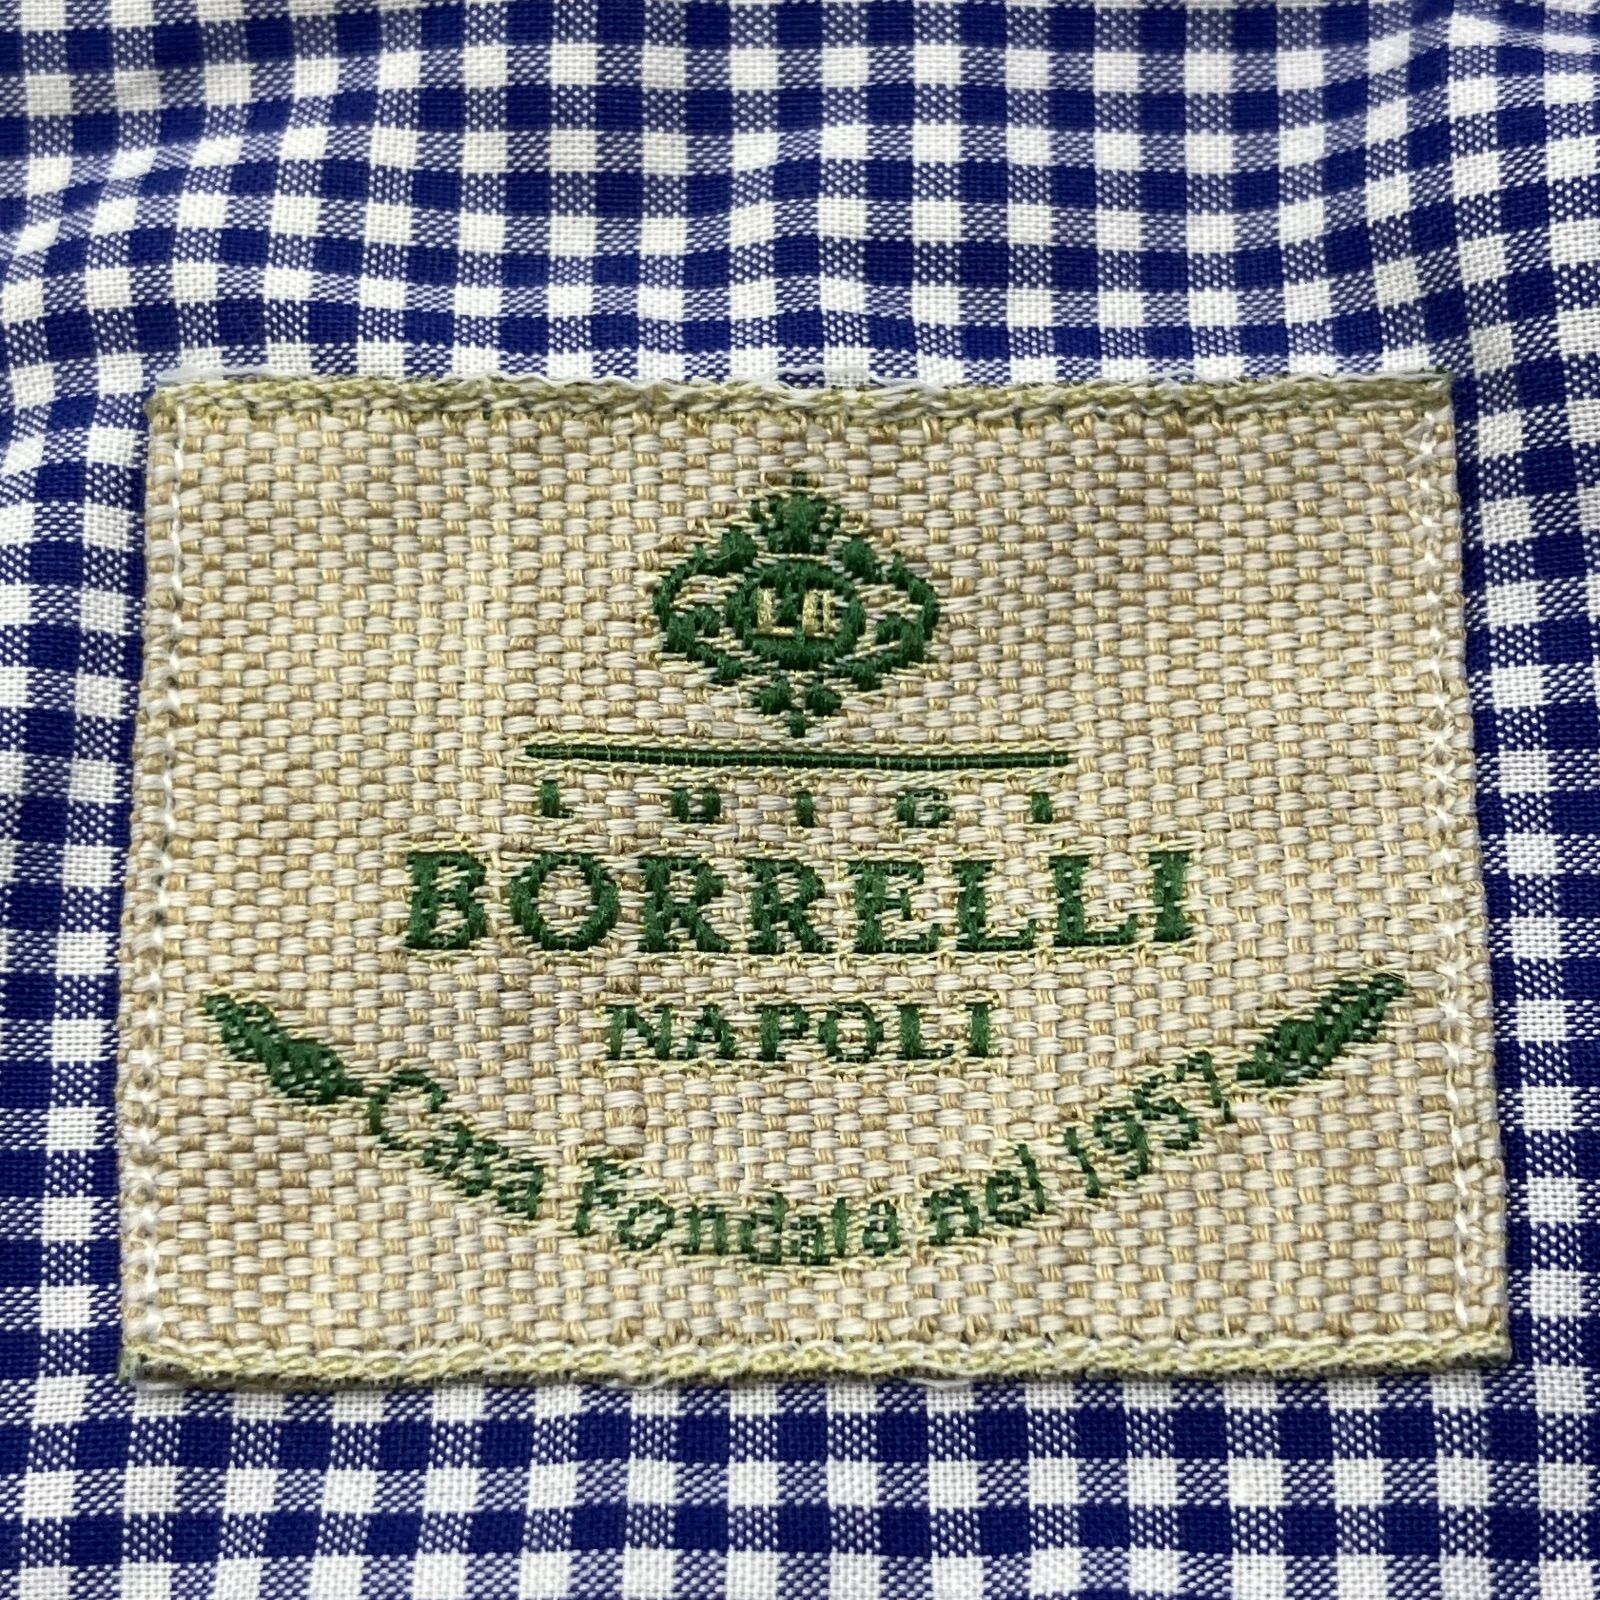 LB
LUIGI
BORRELLI
NAPOLI
Casa Fondata nel 1957